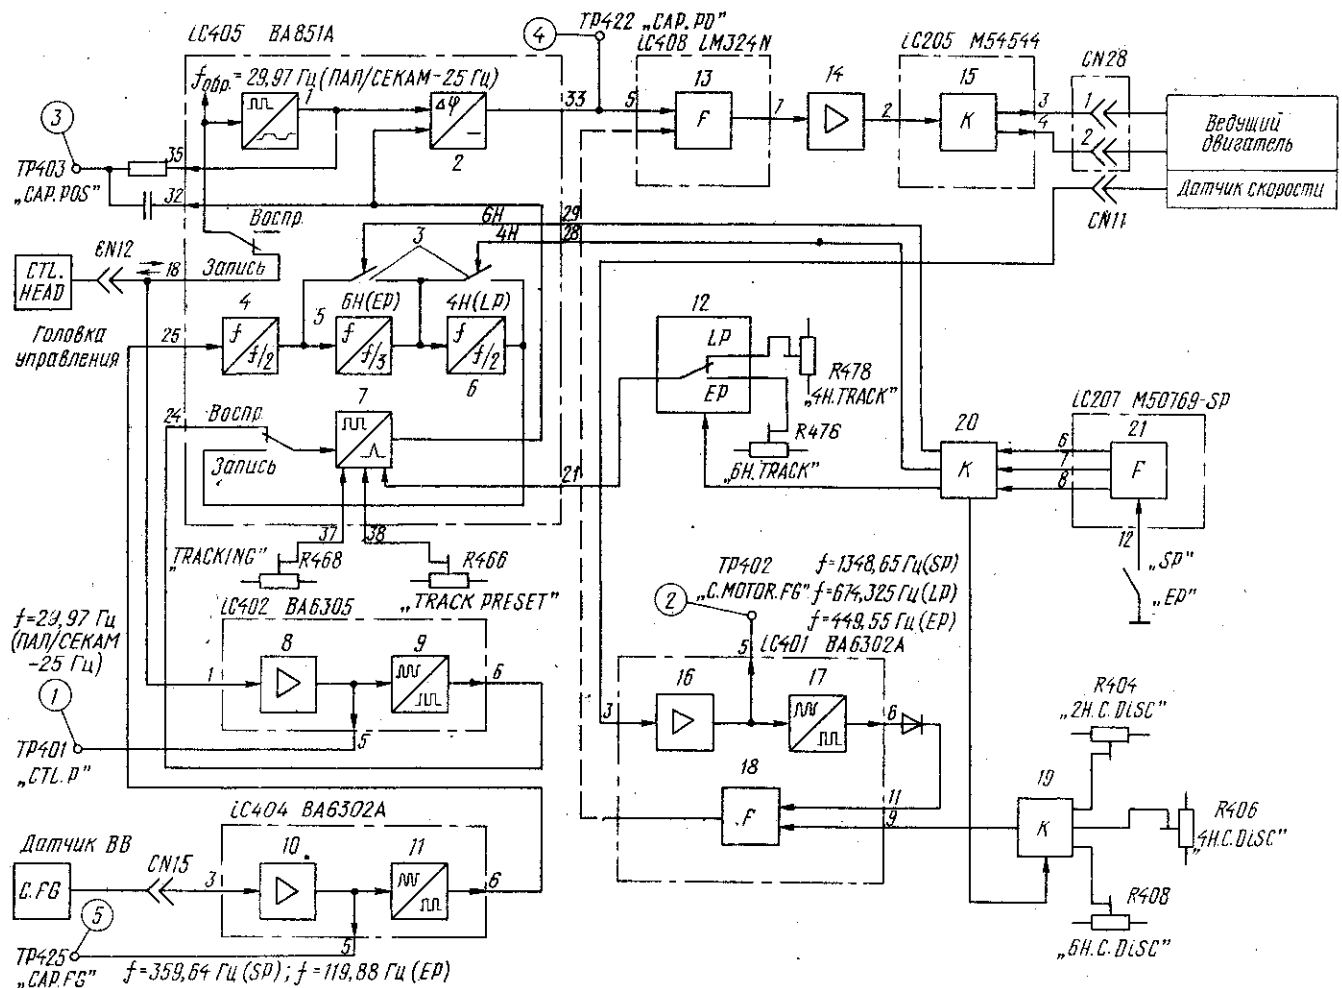 TP422 „CAP.PD"
4
LC405 BA851A
LC408 LM324N
LC205 M54544
CN28
fобр. = 29,97 Гц (ПАЛ/СЕКАМ-25 Гц)
1
33
5
13
F
7
14
2
15
K
3
4
1
2
Ведущий
двигатель
Датчик скорости
CN11
Δφ
2
3
TP403
„CAP.POS"
35
32
Воспр.
6H
29
4H
28
3
CN12
18
Запись
CTL.
HEAD
6H(EP)
4H(LP)
12
LP
EP
Головка
управления
25
4
f
f/2
5
f
f/3
f
f/2
6
R478
„4H.TRACK"
R476
„6H.TRACK"
LC207 M50769-SP
20
K
6
7
8
21
F
12
„SP"
„EP"
24
Воспр.
Запись
7
21
37
38
„TRACKING"
R468
R466
„TRACK PRESET"
TP402
„C.MOTOR.FG"
2
f=1348,65 Гц (SP)
f=674,325 Гц (LP)
f=449,55 Гц (EP)
f=29,97 Гц
(ПАЛ/СЕКАМ
-25 Гц)
LC402 BA6305
8
9
1
6
5
1
TP401
„CTL.P"
LC401 BA6302A
5
16
17
3
6
18
F
11
9
R404
„2H.C.DiSC"
19
K
R406
„4H.C.DiSC"
R408
„6H.C.DiSC"
LC404 BA6302A
Датчик ВВ
C.FG
CN15
3
10
11
6
5
5
TP425
„CAP.FG"
f=359,64 Гц (SP) ; f=119,88 Гц (EP)